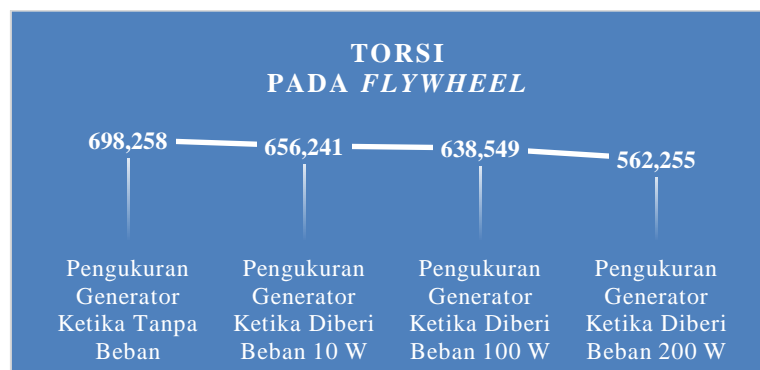 TORSI
PADA FLYWHEEL
698,258
656,241
638,549
562,255
Pengukuran
Generator
Ketika Tanpa
Beban
Pengukuran
Generator
Ketika Diberi
Beban 10 W
Pengukuran
Generator
Ketika Diberi
Beban 100 W
Pengukuran
Generator
Ketika Diberi
Beban 200 W